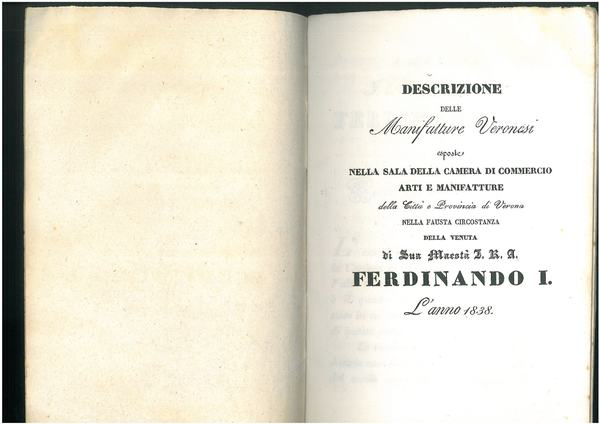 DESCRIZIONE
DELLE
Manifatture Veronesi
esposte
NELLA SALA DELLA CAMERA DI COMMERCIO
ARTI E MANIFATTURE
della Città e Provincia di Verona
NELLA FAUSTA CIRCOSTANZA
DELLA VENUTA
di Sua Maestà I. R. A.
FERDINANDO I.
L'anno 1838.